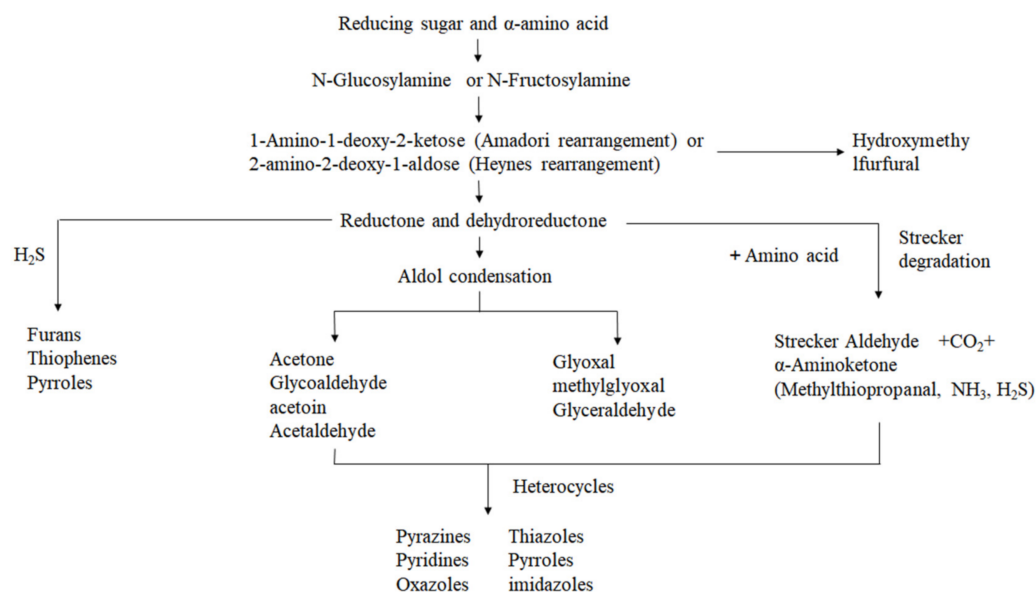 Reducing sugar and α-amino acid
N-Glucosylamine or N-Fructosylamine
1-Amino-1-deoxy-2-ketose (Amadori rearrangement) or
2-amino-2-deoxy-1-aldose (Heynes rearrangement)
Hydroxymethy
lfurfural
Reductone and dehydroreductone
H₂S
Aldol condensation
+ Amino acid
Strecker
degradation
Furans
Thiophenes
Pyrroles
Acetone
Glycoaldehyde
acetoin
Acetaldehyde
Glyoxal
methylglyoxal
Glyceraldehyde
Strecker Aldehyde +CO₂+
α-Aminoketone
(Methylthiopropanal, NH₃, H₂S)
Heterocycles
Pyrazines Thiazoles
Pyridines Pyrroles
Oxazoles imidazoles